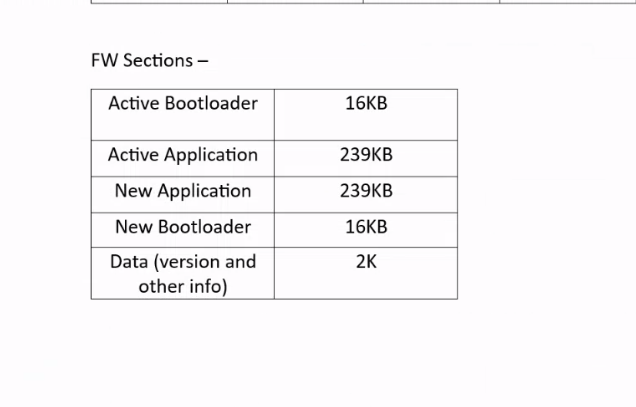 FW Sections –
Active Bootloader 16KB
Active Application 239KB
New Application 239KB
New Bootloader 16KB
Data (version and 2K
other info)